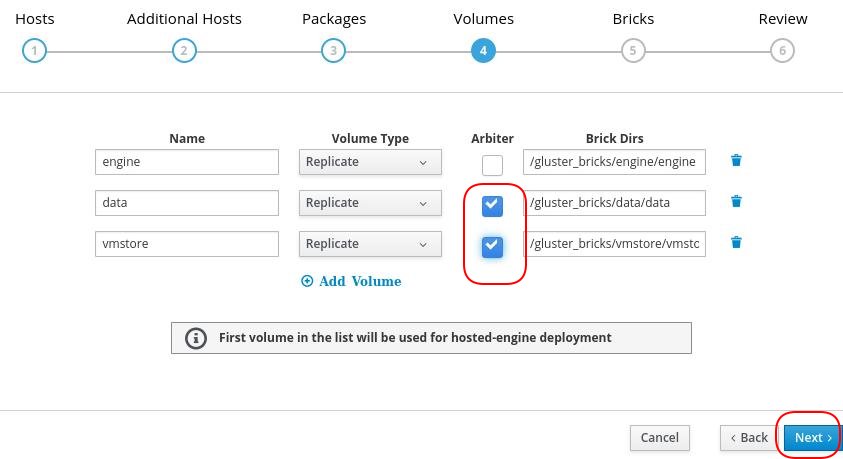 Hosts Additional Hosts Packages Volumes Bricks Review
1 2 3 4 5 6
Name Volume Type Arbiter Brick Dirs
engine Replicate /gluster_bricks/engine/engine
data Replicate /gluster_bricks/data/data
vmstore Replicate /gluster_bricks/vmstore/vmstc
Add Volume
First volume in the list will be used for hosted-engine deployment
Cancel Back Next